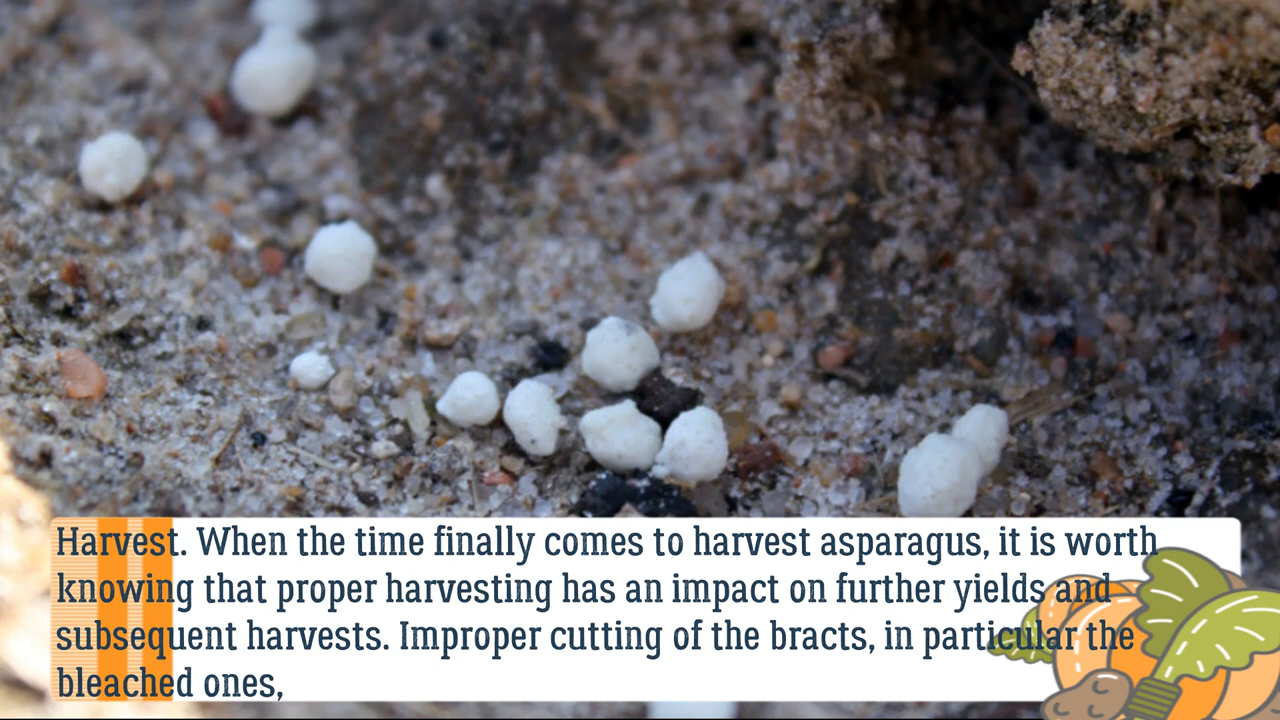 Harvest. When the time finally comes to harvest asparagus, it is worth
knowing that proper harvesting has an impact on further yields and
subsequent harvests. Improper cutting of the bracts, in particular the
bleached ones,